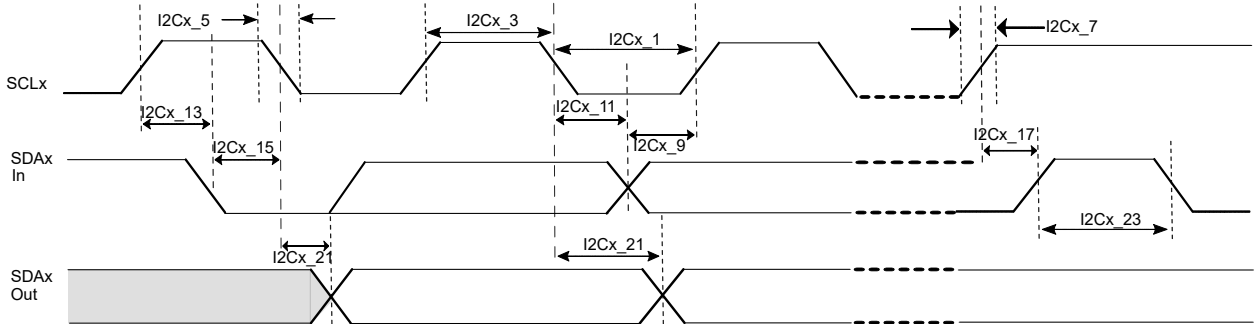 I2Cx_5
I2Cx_3
I2Cx_1
I2Cx_7
SCLx
I2Cx_13
I2Cx_11
I2Cx_15
I2Cx_9
I2Cx_17
SDAx
In
I2Cx_23
I2Cx_21
I2Cx_21
SDAx
Out